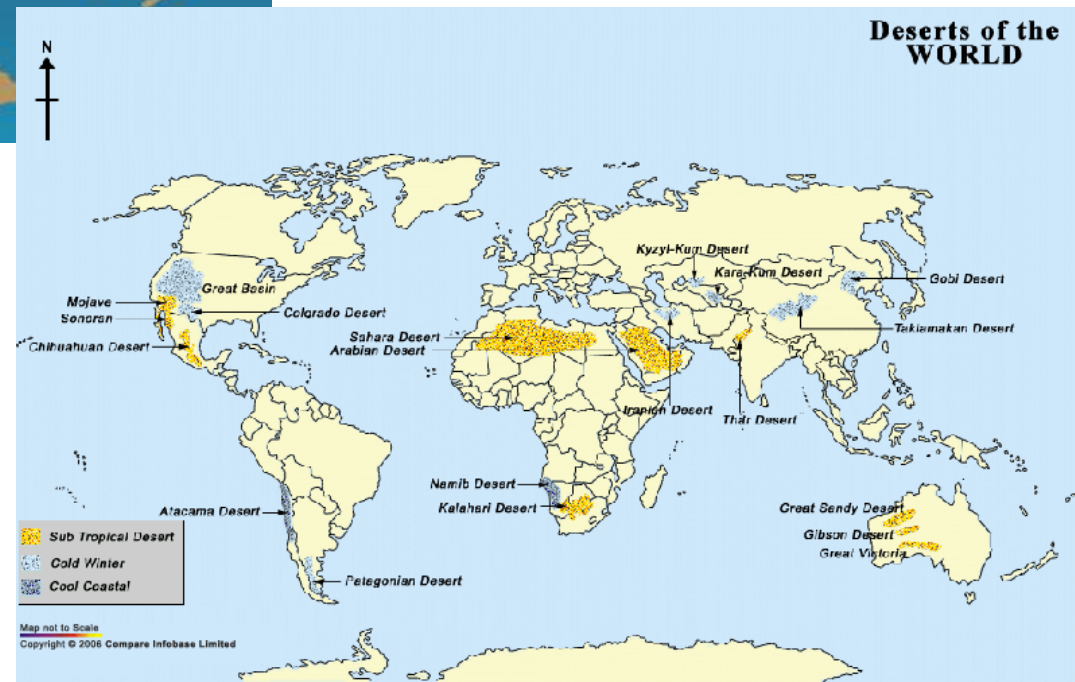 Deserts of the
WORLD
N
Kyzyl-Kum Desert
Kara-Kum Desert
Gobi Desert
Great Basin
Mojave
Sonoran
Colorado Desert
Taklamakan Desert
Chihuahuan Desert
Sahara Desert
Arabian Desert
Iranian Desert
Thar Desert
Namib Desert
Kalahari Desert
Atacama Desert
Great Sandy Desert
Gibson Desert
Great Victoria
Patagonian Desert
Sub Tropical Desert
Cold Winter
Cool Coastal
Map not to Scale
Copyright © 2006 Compare Infobase Limited